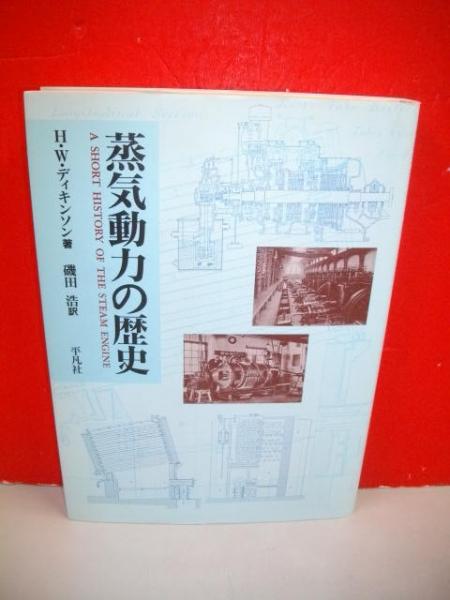 蒸気動力の歴史
A SHORT HISTORY OF THE STEAM ENGINE
H・W・ディキンソン著
磯田 浩訳
平凡社